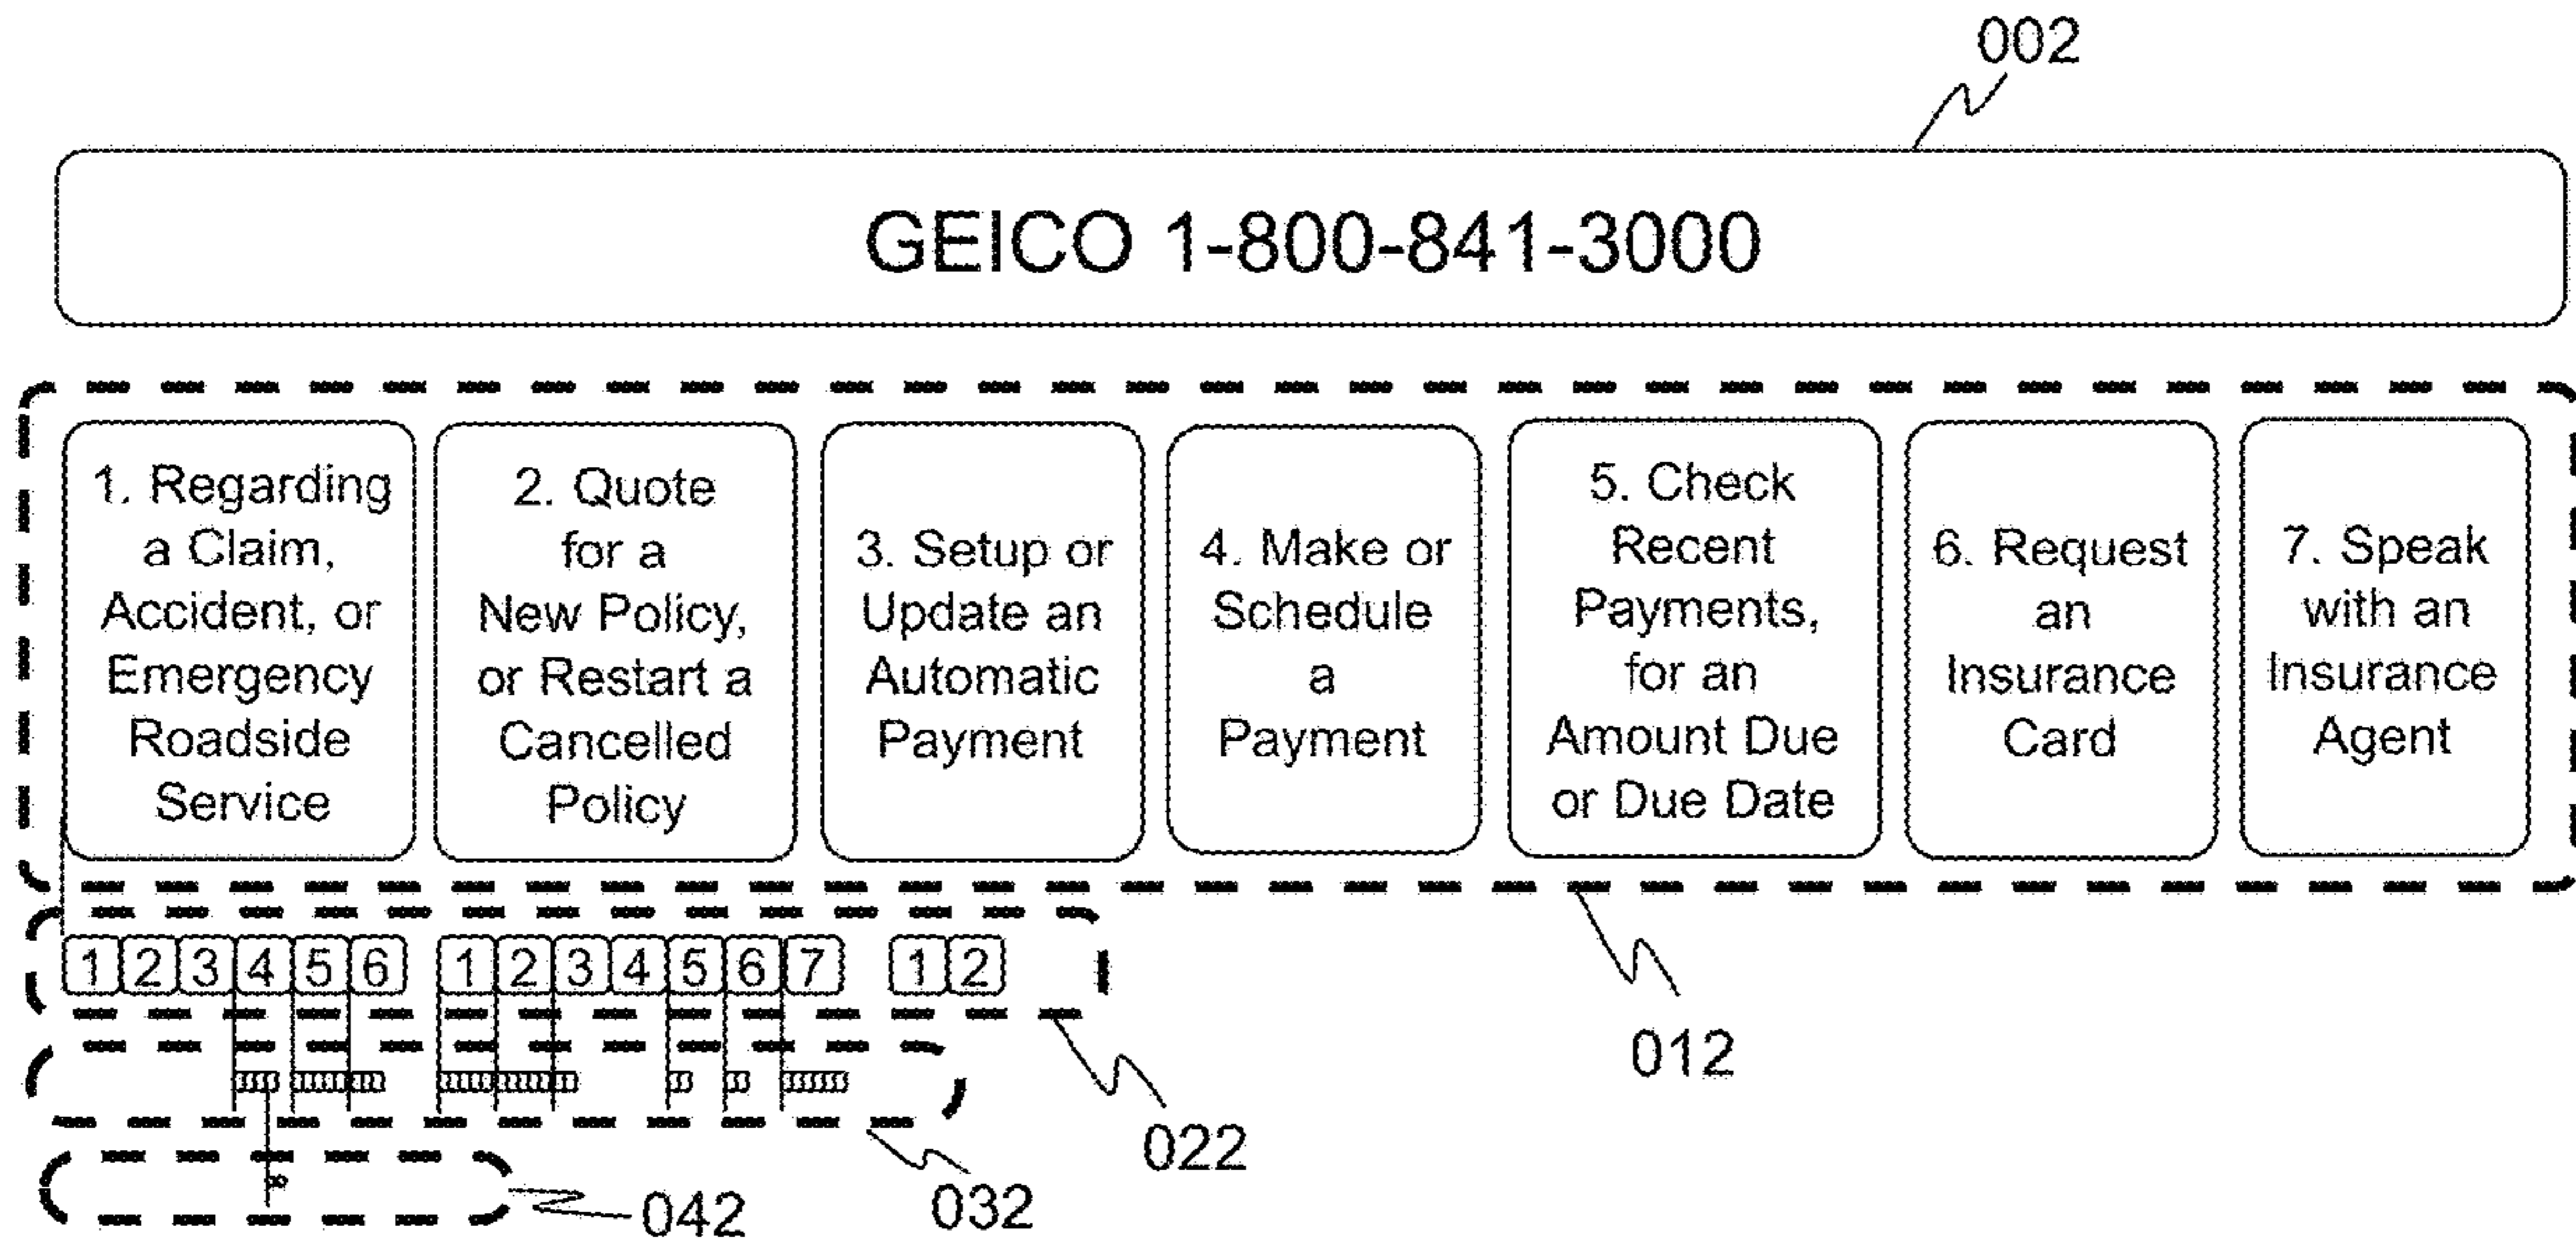 002
GEICO 1-800-841-3000
1. Regarding
a Claim,
Accident, or
Emergency
Roadside
Service
2. Quote
for a
New Policy,
or Restart a
Cancelled
Policy
3. Setup or
Update an
Automatic
Payment
4. Make or
Schedule
a
Payment
5. Check
Recent
Payments,
for an
Amount Due
or Due Date
6. Request
an
Insurance
Card
7. Speak
with an
Insurance
Agent
1 2 3 4 5 6 1 2 3 4 5 6 7 1 2
012
022
032
042